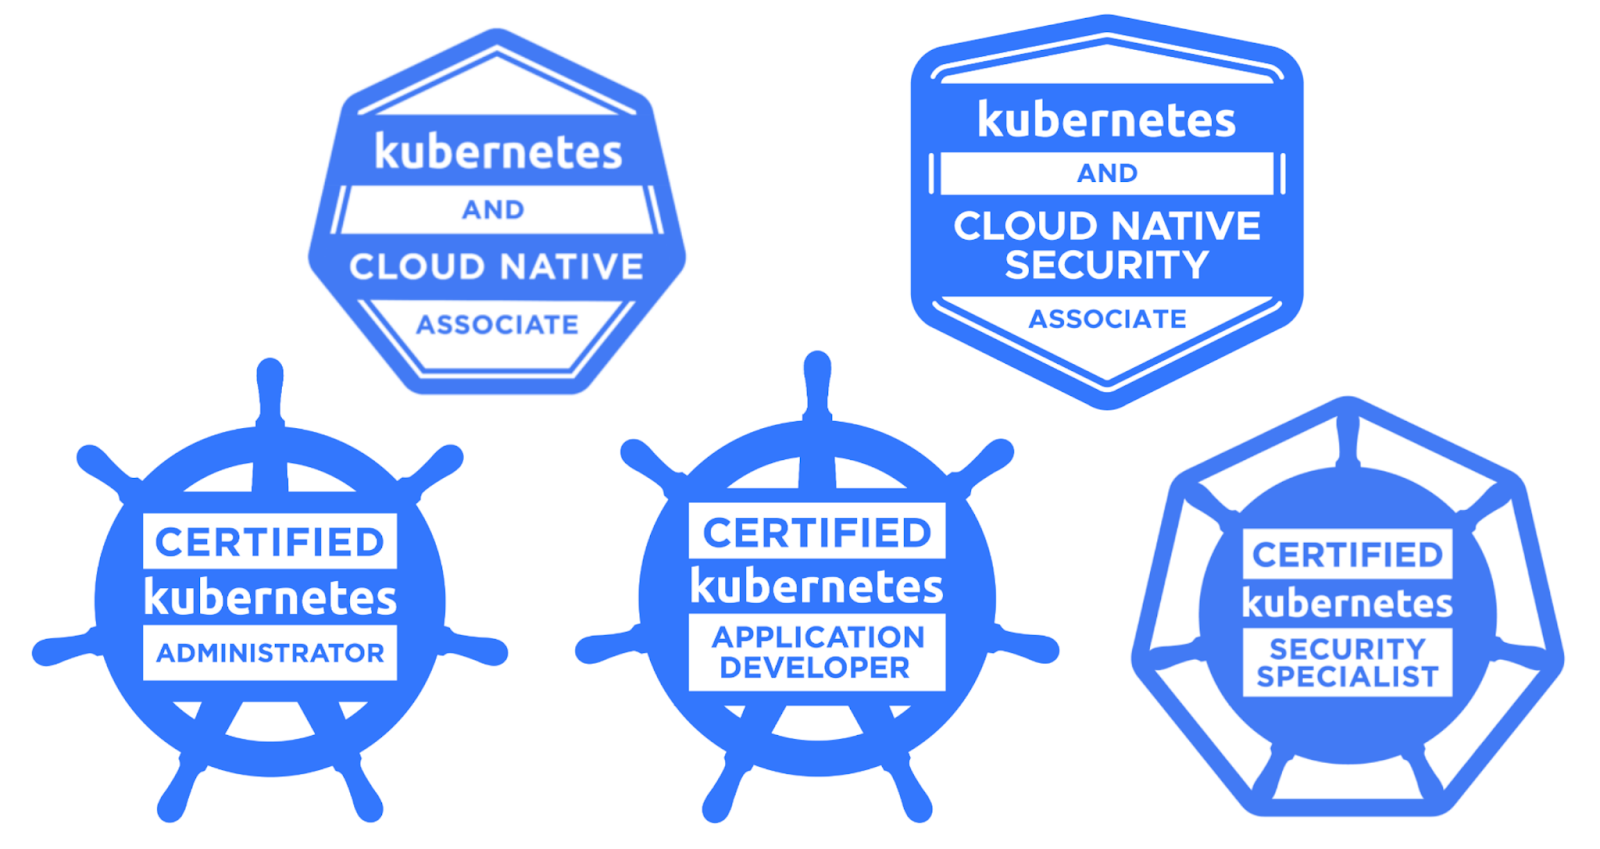 kubernetes
AND
CLOUD NATIVE
ASSOCIATE
kubernetes
AND
CLOUD NATIVE
SECURITY
ASSOCIATE
CERTIFIED
kubernetes
ADMINISTRATOR
CERTIFIED
kubernetes
APPLICATION
DEVELOPER
CERTIFIED
kubernetes
SECURITY
SPECIALIST